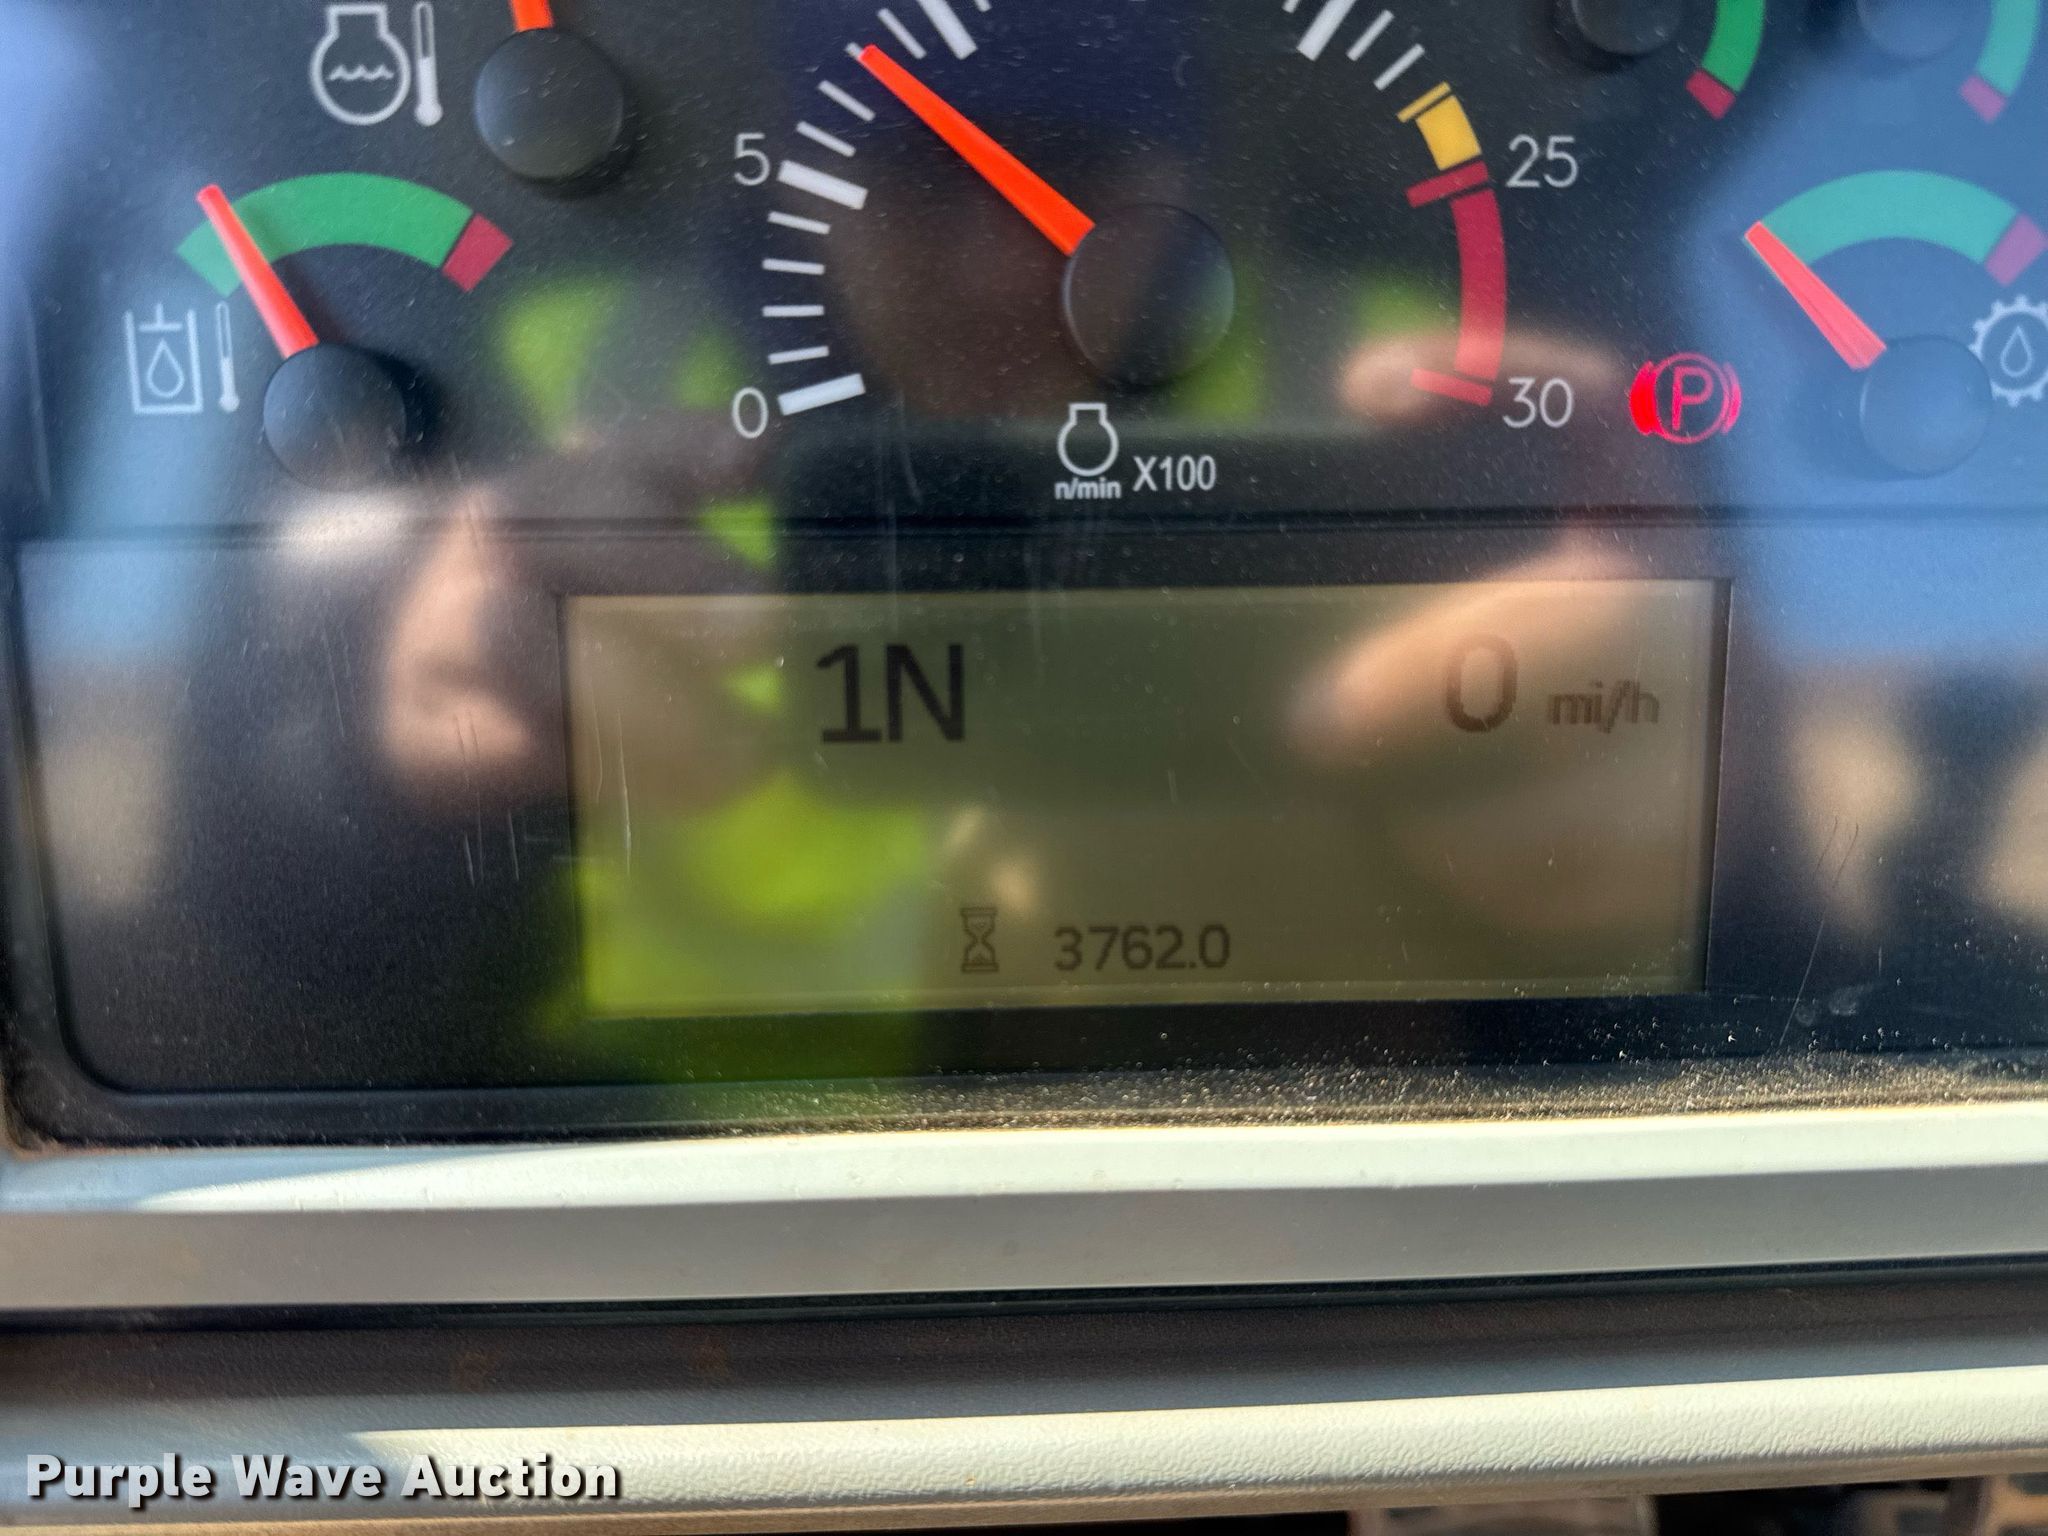 5
25
0
30
P
n/min X100
1N
0 mi/h
3762.0
Purple Wave Auction